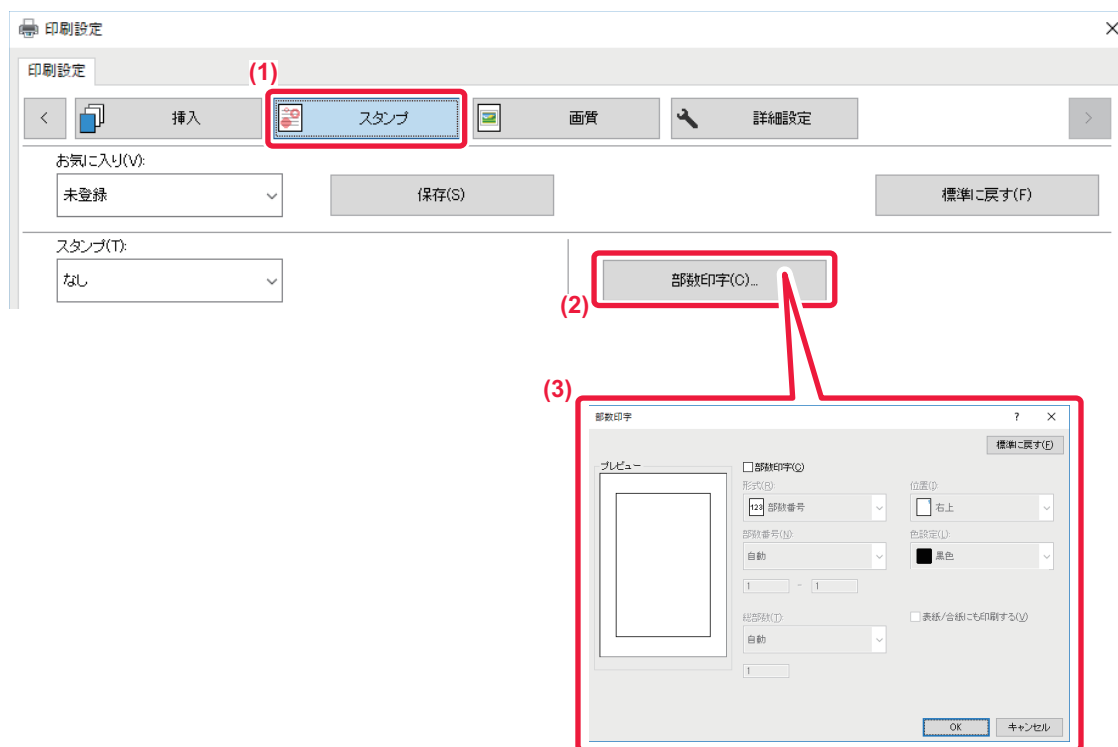 印刷設定
印刷設定
(1)
挿入
スタンプ
画質
詳細設定
お気に入り(V):
未登録
保存(S)
標準に戻す(F)
スタンプ(T):
なし
部数印字(C)...
(2)
(3)
部数印字
?
標準に戻す(F)
プレビュー
部数印字(C)
形式(R):
位置(I):
123 部数番号
右上
部数番号(N):
色設定(L):
自動
黒色
1 - 1
総部数(T):
表紙/合紙にも印刷する(V)
自動
1
OK
キャンセル